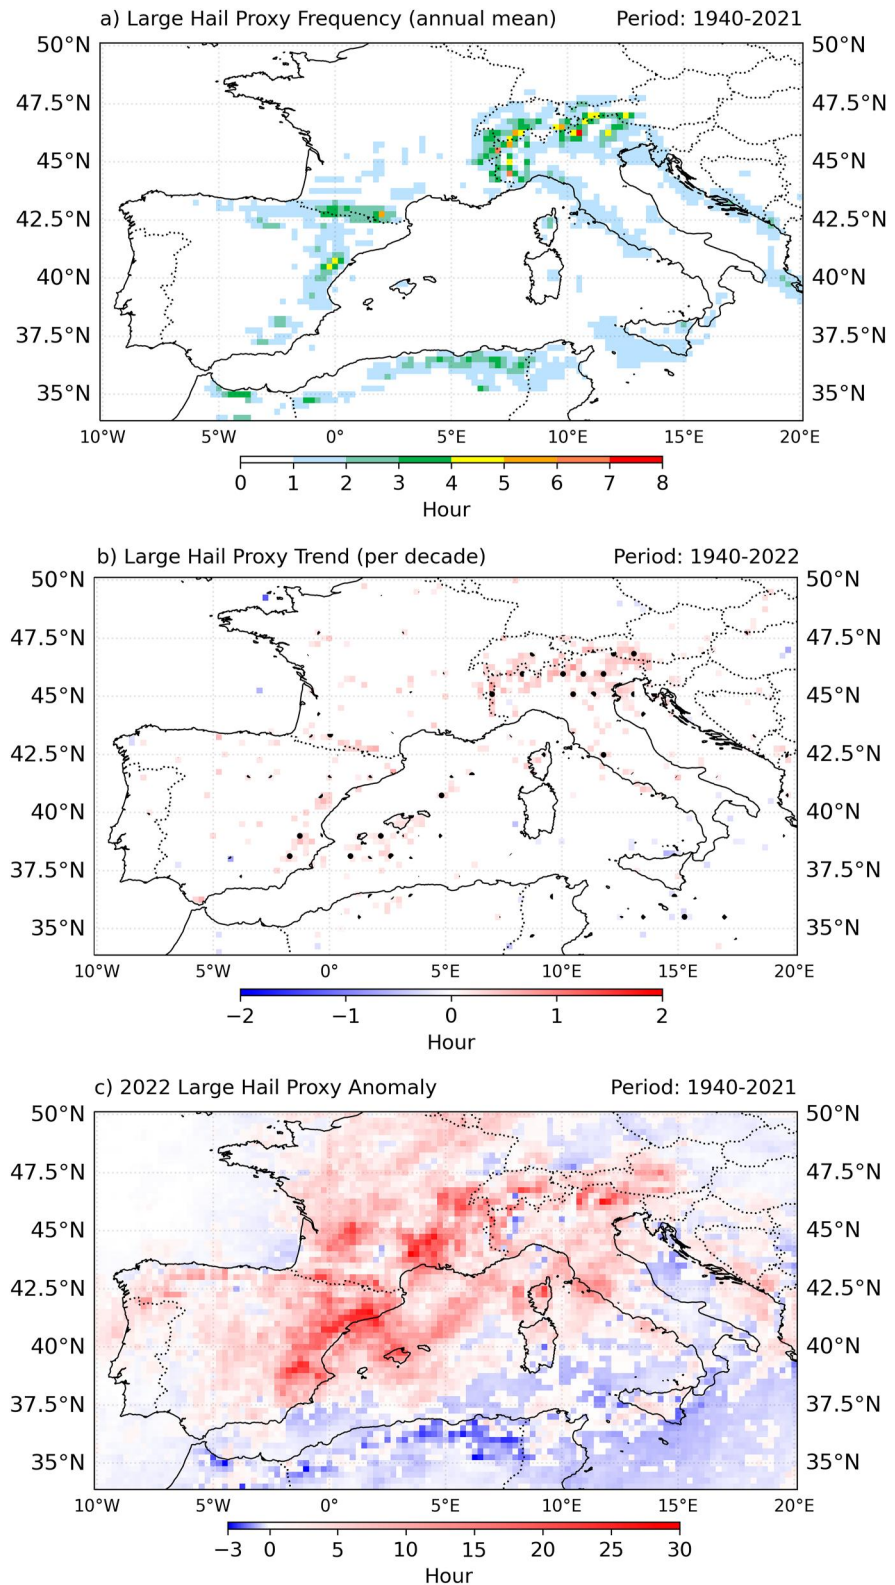 a) Large Hail Proxy Frequency (annual mean) Period: 1940-2021
50°N 50°N
47.5°N 47.5°N
45°N 45°N
42.5°N 42.5°N
40°N 40°N
37.5°N 37.5°N
35°N 35°N
10°W 5°W 0° 5°E 10°E 15°E 20°E
0 1 2 3 4 5 6 7 8
Hour
b) Large Hail Proxy Trend (per decade) Period: 1940-2022
50°N 50°N
47.5°N 47.5°N
45°N 45°N
42.5°N 42.5°N
40°N 40°N
37.5°N 37.5°N
35°N 35°N
10°W 5°W 0° 5°E 10°E 15°E 20°E
−2 −1 0 1 2
Hour
c) 2022 Large Hail Proxy Anomaly Period: 1940-2021
50°N 50°N
47.5°N 47.5°N
45°N 45°N
42.5°N 42.5°N
40°N 40°N
37.5°N 37.5°N
35°N 35°N
10°W 5°W 0° 5°E 10°E 15°E 20°E
−3 0 5 10 15 20 25 30
Hour